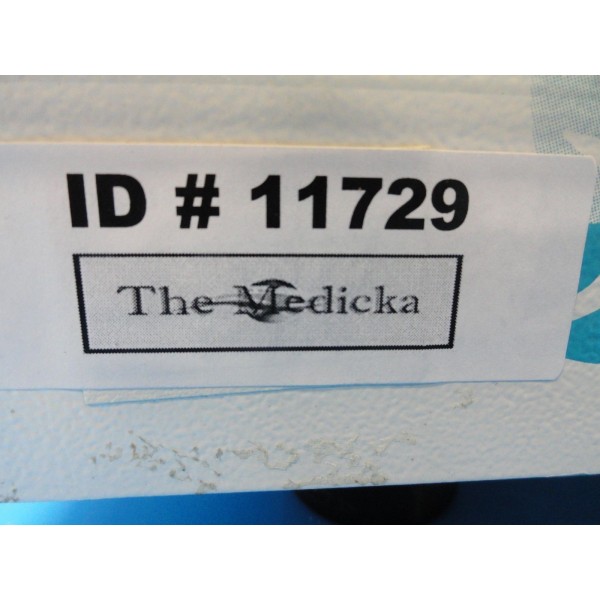 ID # 11729
The Medicka